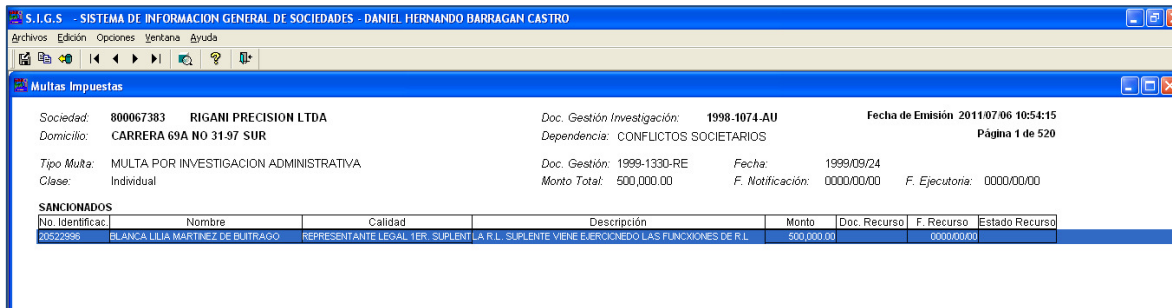 S.I.G.S - SISTEMA DE INFORMACION GENERAL DE SOCIEDADES - DANIEL HERNANDO BARRAGAN CASTRO
Archivos Edición Opciones Ventana Ayuda
Multas Impuestas
Sociedad: 800067383 RIGANI PRECISION LTDA Doc. Gestión Investigación: 1998-1074-AU Fecha de Emisión 2011/07/06 10:54:15
Domicilio: CARRERA 69A NO 31-97 SUR Dependencia: CONFLICTOS SOCIETARIOS Página 1 de 520
Tipo Multa: MULTA POR INVESTIGACION ADMINISTRATIVA Doc. Gestión: 1999-1330-RE Fecha: 1999/09/24
Clase: Individual Monto Total: 500,000.00 F. Notificación: 0000/00/00 F. Ejecutoria: 0000/00/00
SANCIONADOS
No. Identificac. Nombre Calidad Descripción Monto Doc. Recurso F. Recurso Estado Recurso
20522996 BLANCA LILIA MARTINEZ DE BUITRAGO REPRESENTANTE LEGAL 1ER. SUPLENT LA R.L. SUPLENTE VIENE EJERCICNEDO LAS FUNCXIONES DE R.L 500,000.00 0000/00/00